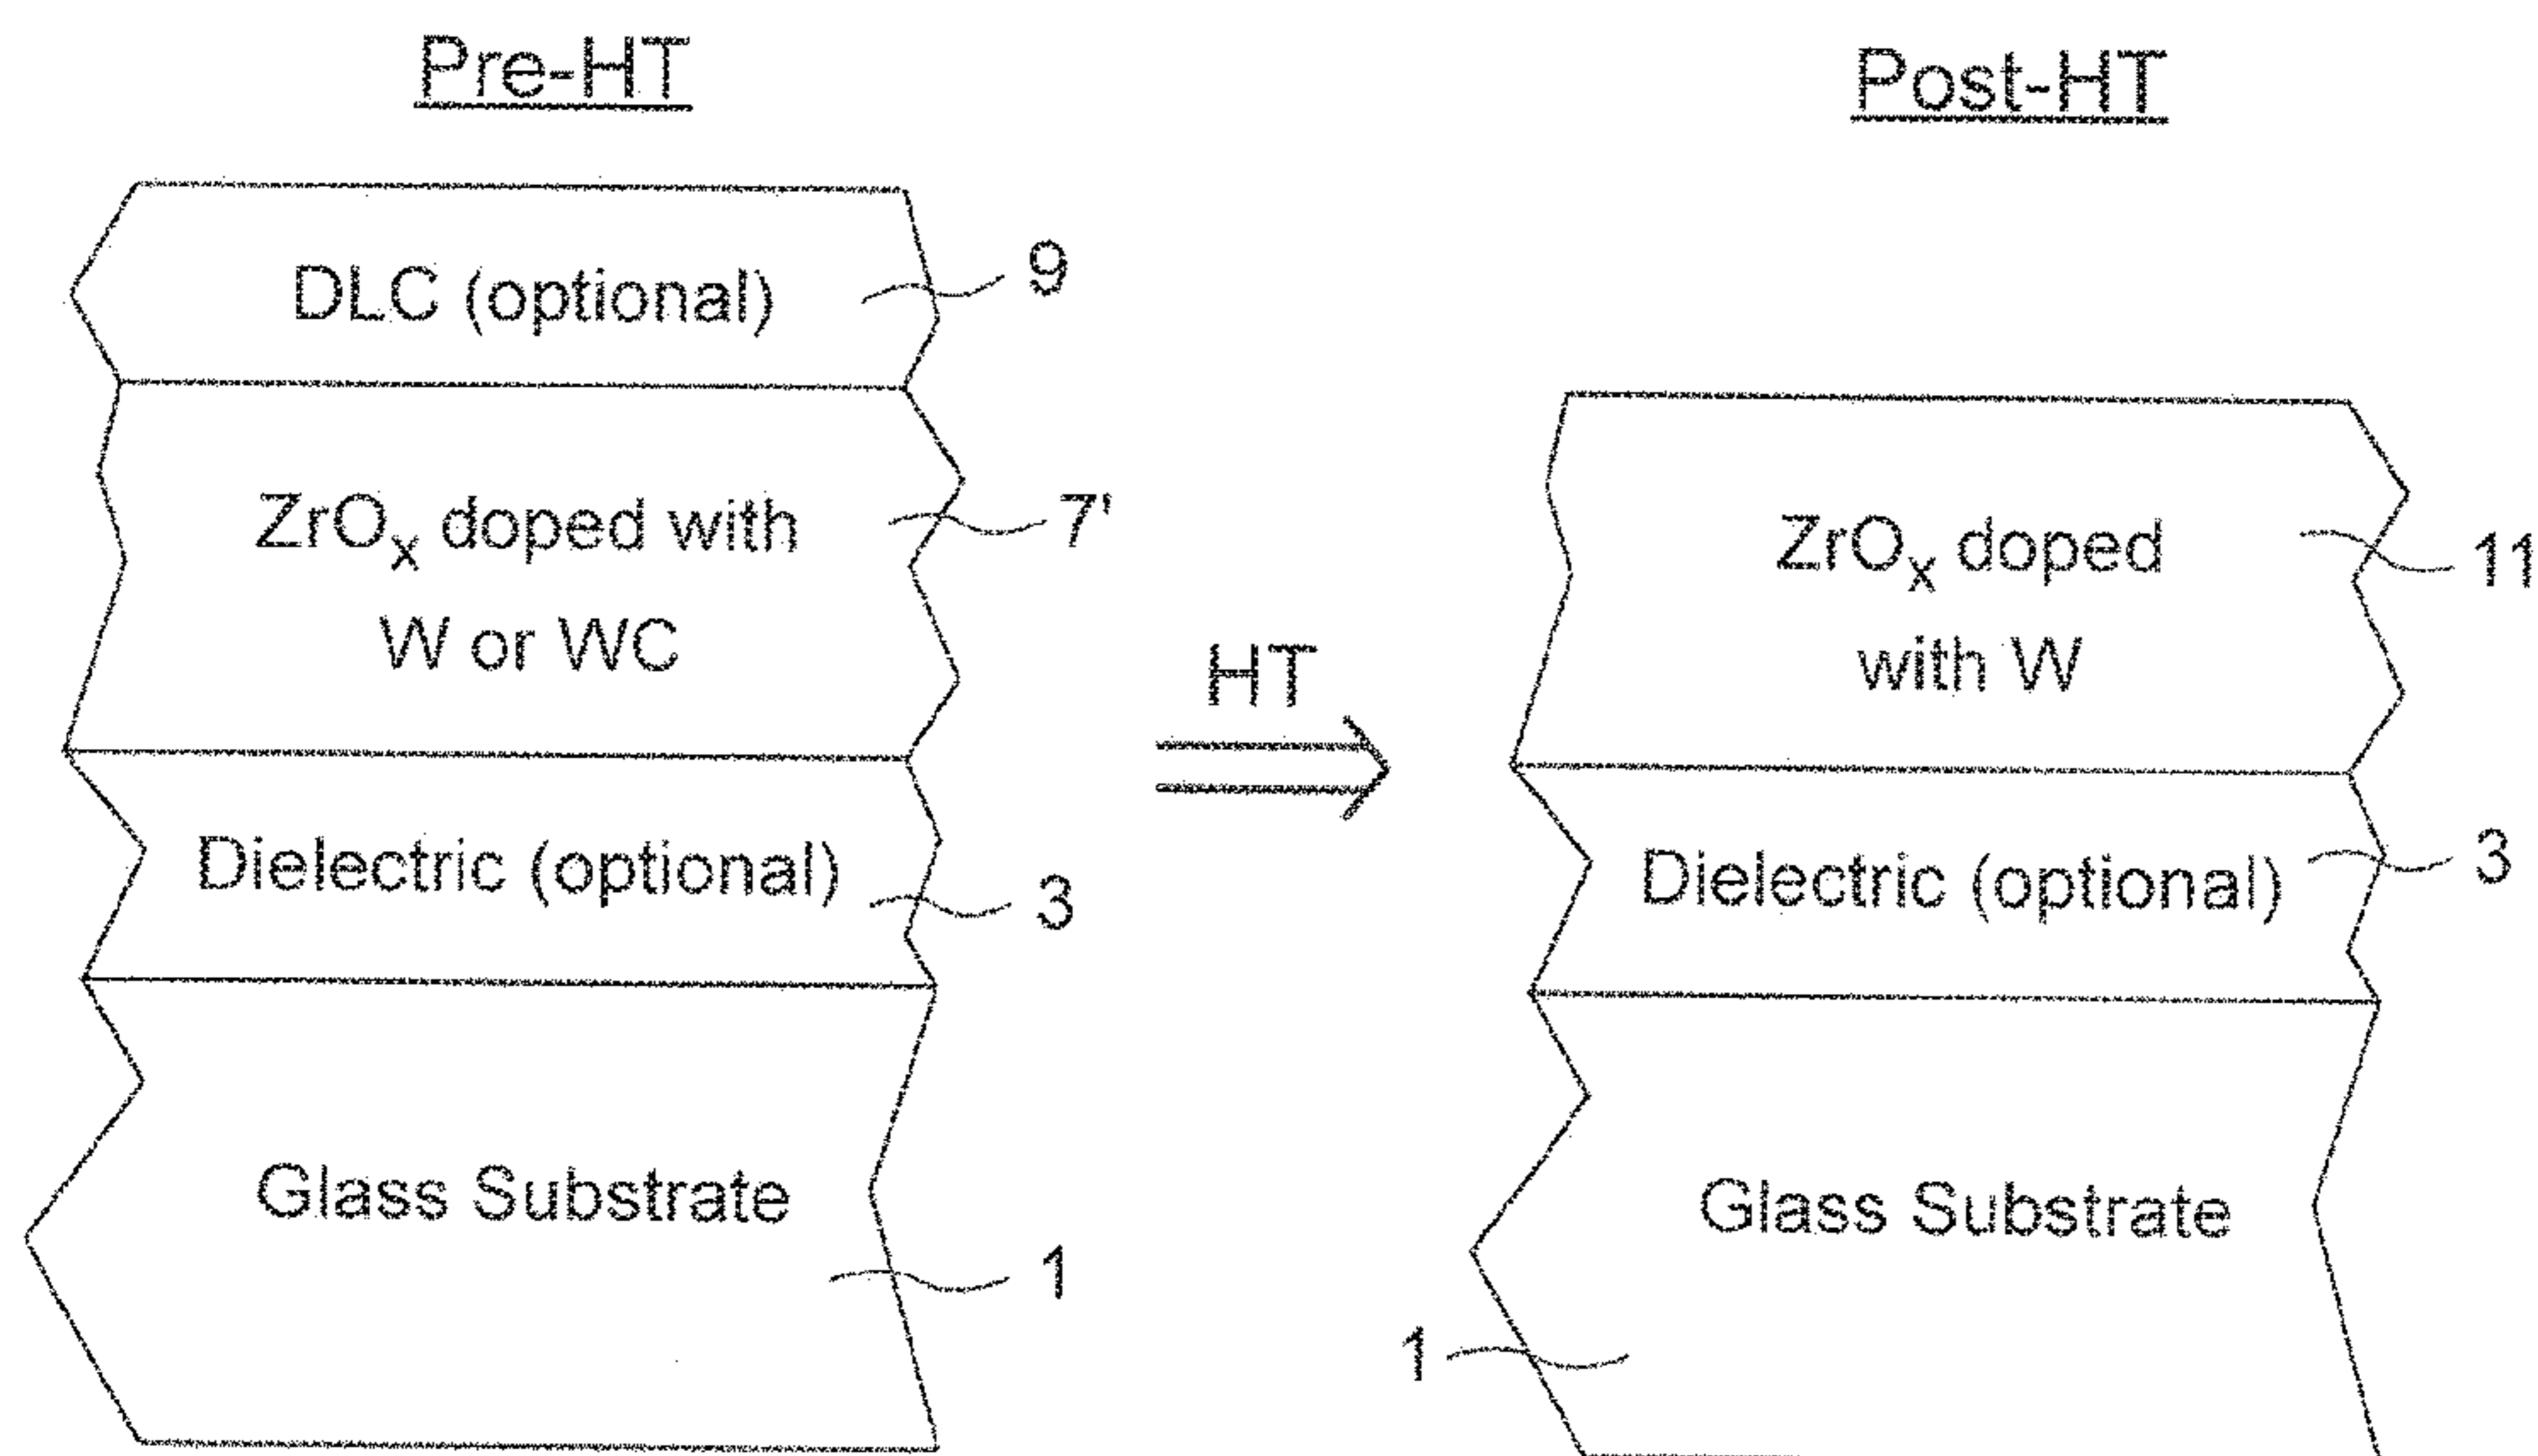 Pre-HT
DLC (optional)
9
ZrOₓ doped with
W or WC
7'
Dielectric (optional)
3
Glass Substrate
1
HT
Post-HT
ZrOₓ doped
with W
11
Dielectric (optional)
3
Glass Substrate
1